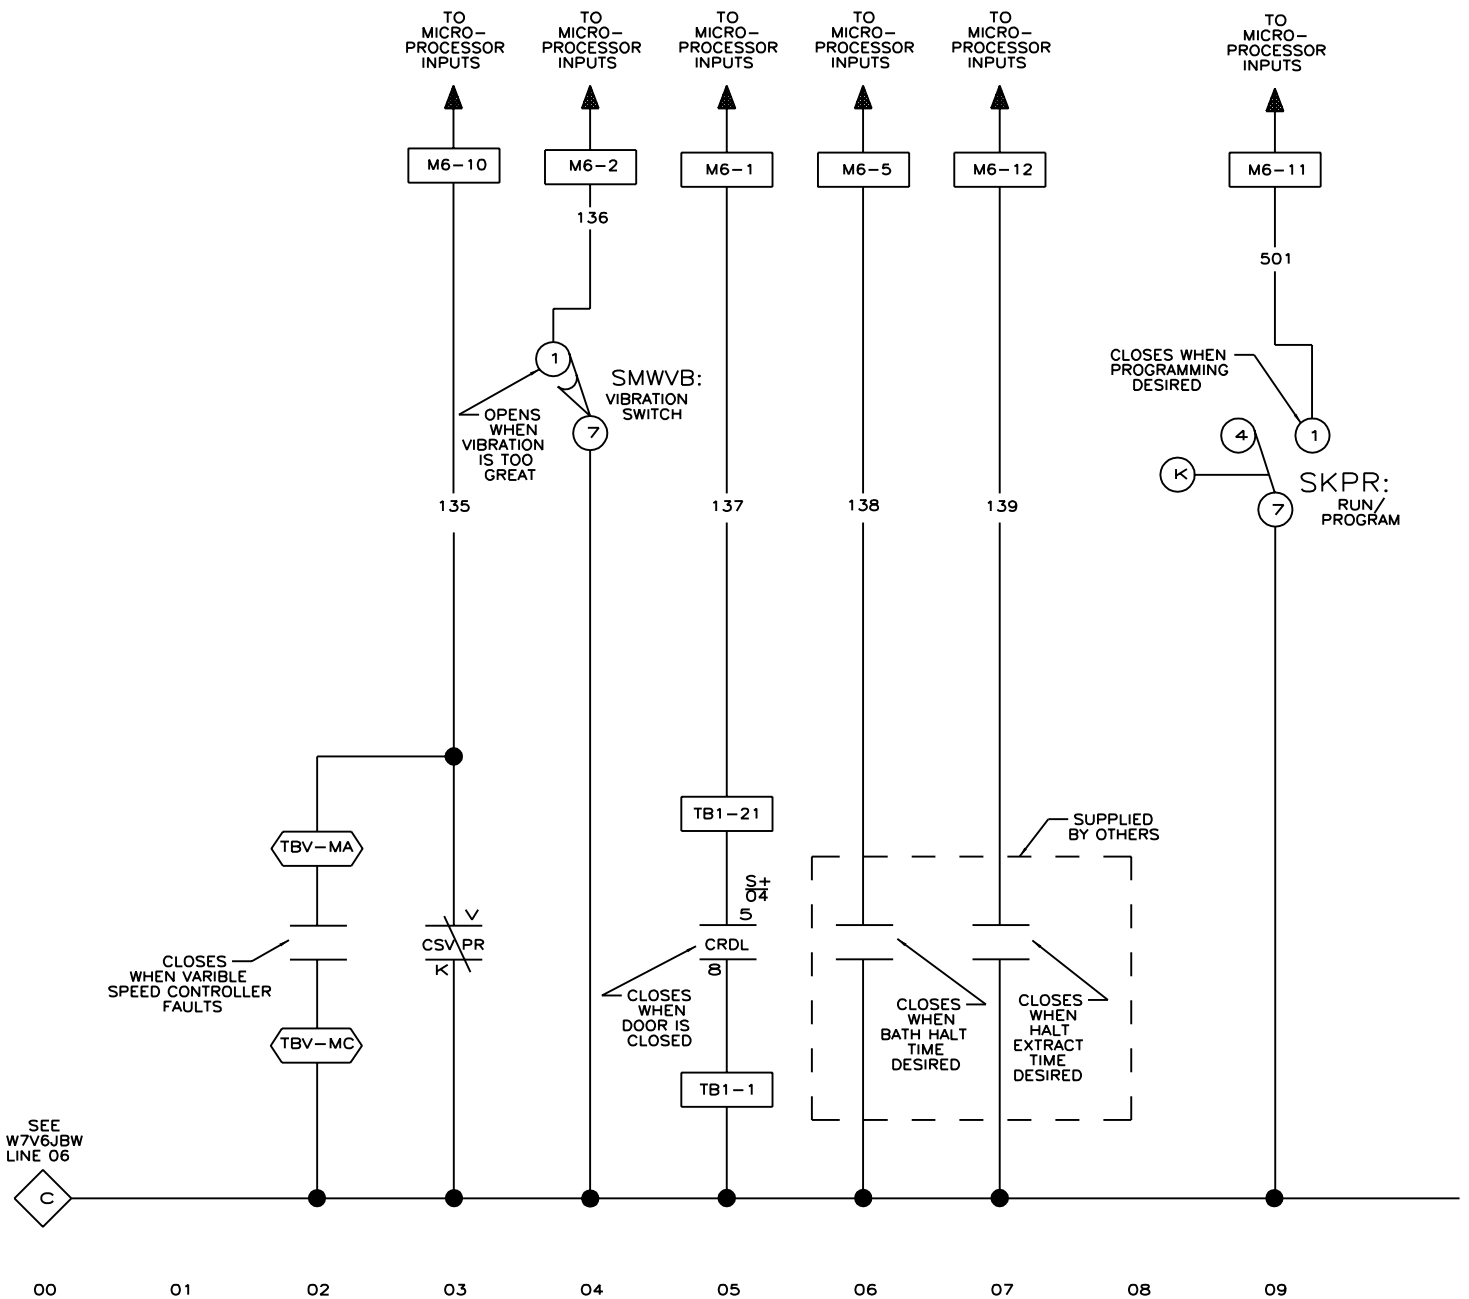 TO
MICRO-
PROCESSOR
INPUTS
TO
MICRO-
PROCESSOR
INPUTS
TO
MICRO-
PROCESSOR
INPUTS
TO
MICRO-
PROCESSOR
INPUTS
TO
MICRO-
PROCESSOR
INPUTS
TO
MICRO-
PROCESSOR
INPUTS
M6-10
M6-2
M6-1
M6-5
M6-12
M6-11
136
501
1
SMWVB:
VIBRATION
SWITCH
7
OPENS
WHEN
VIBRATION
IS TOO
GREAT
CLOSES WHEN
PROGRAMMING
DESIRED
4
1
K
7
SKPR:
RUN/
PROGRAM
135
137
138
139
TB1-21
SUPPLIED
BY OTHERS
TBV-MA
S+
04
5
V
CSV PR
K
CRDL
8
CLOSES
WHEN VARIBLE
SPEED CONTROLLER
FAULTS
CLOSES
WHEN
DOOR IS
CLOSED
CLOSES
WHEN
BATH HALT
TIME
DESIRED
CLOSES
WHEN
HALT
EXTRACT
TIME
DESIRED
TBV-MC
TB1-1
SEE
W7V6JBW
LINE 06
C
00 01 02 03 04 05 06 07 08 09